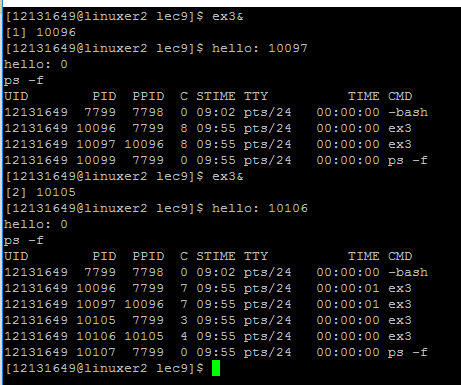 [12131649@linuxer2 lec9]$ ex3&
[1] 10096
[12131649@linuxer2 lec9]$ hello: 10097
hello: 0
ps -f
UID        PID  PPID  C STIME TTY          TIME CMD
12131649  7799  7798  0 09:02 pts/24   00:00:00 -bash
12131649 10096  7799  8 09:55 pts/24   00:00:00 ex3
12131649 10097 10096  8 09:55 pts/24   00:00:00 ex3
12131649 10099  7799  0 09:55 pts/24   00:00:00 ps -f
[12131649@linuxer2 lec9]$ ex3&
[2] 10105
[12131649@linuxer2 lec9]$ hello: 10106
hello: 0
ps -f
UID        PID  PPID  C STIME TTY          TIME CMD
12131649  7799  7798  0 09:02 pts/24   00:00:00 -bash
12131649 10096  7799  7 09:55 pts/24   00:00:01 ex3
12131649 10097 10096  7 09:55 pts/24   00:00:01 ex3
12131649 10105  7799  3 09:55 pts/24   00:00:00 ex3
12131649 10106 10105  4 09:55 pts/24   00:00:00 ex3
12131649 10107  7799  0 09:55 pts/24   00:00:00 ps -f
[12131649@linuxer2 lec9]$